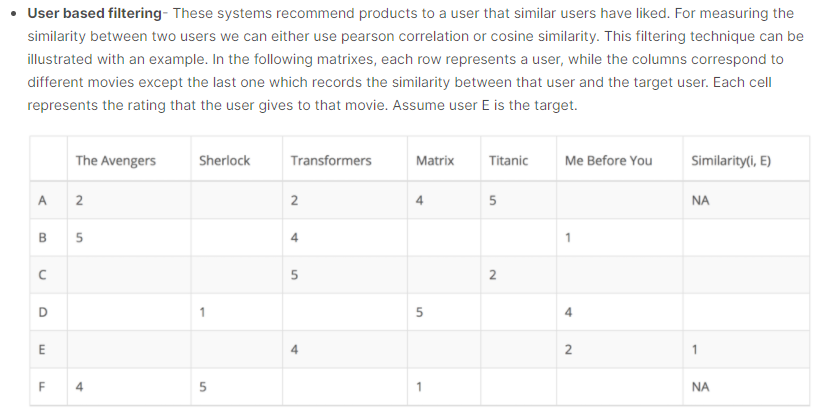 User based filtering- These systems recommend products to a user that similar users have liked. For measuring the
similarity between two users we can either use pearson correlation or cosine similarity. This filtering technique can be
illustrated with an example. In the following matrixes, each row represents a user, while the columns correspond to
different movies except the last one which records the similarity between that user and the target user. Each cell
represents the rating that the user gives to that movie. Assume user E is the target.
The Avengers Sherlock Transformers Matrix Titanic Me Before You Similarity(i, E)
A 2 2 4 5 NA
B 5 4 1
C 5 2
D 1 5 4
E 4 2 1
F 4 5 1 NA